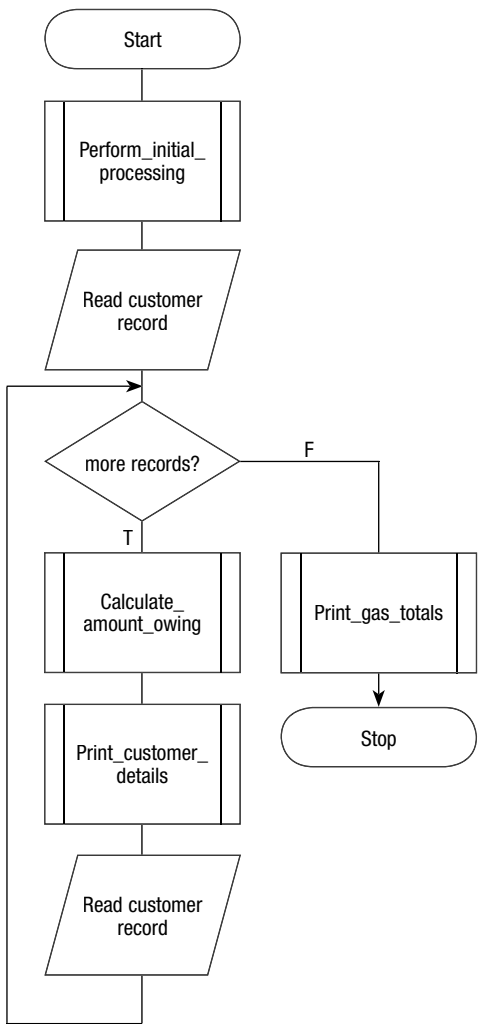 Start
Perform_initial_
processing
Read customer
record
more records?
F
T
Calculate_
amount_owing
Print_gas_totals
Print_customer_
details
Stop
Read customer
record